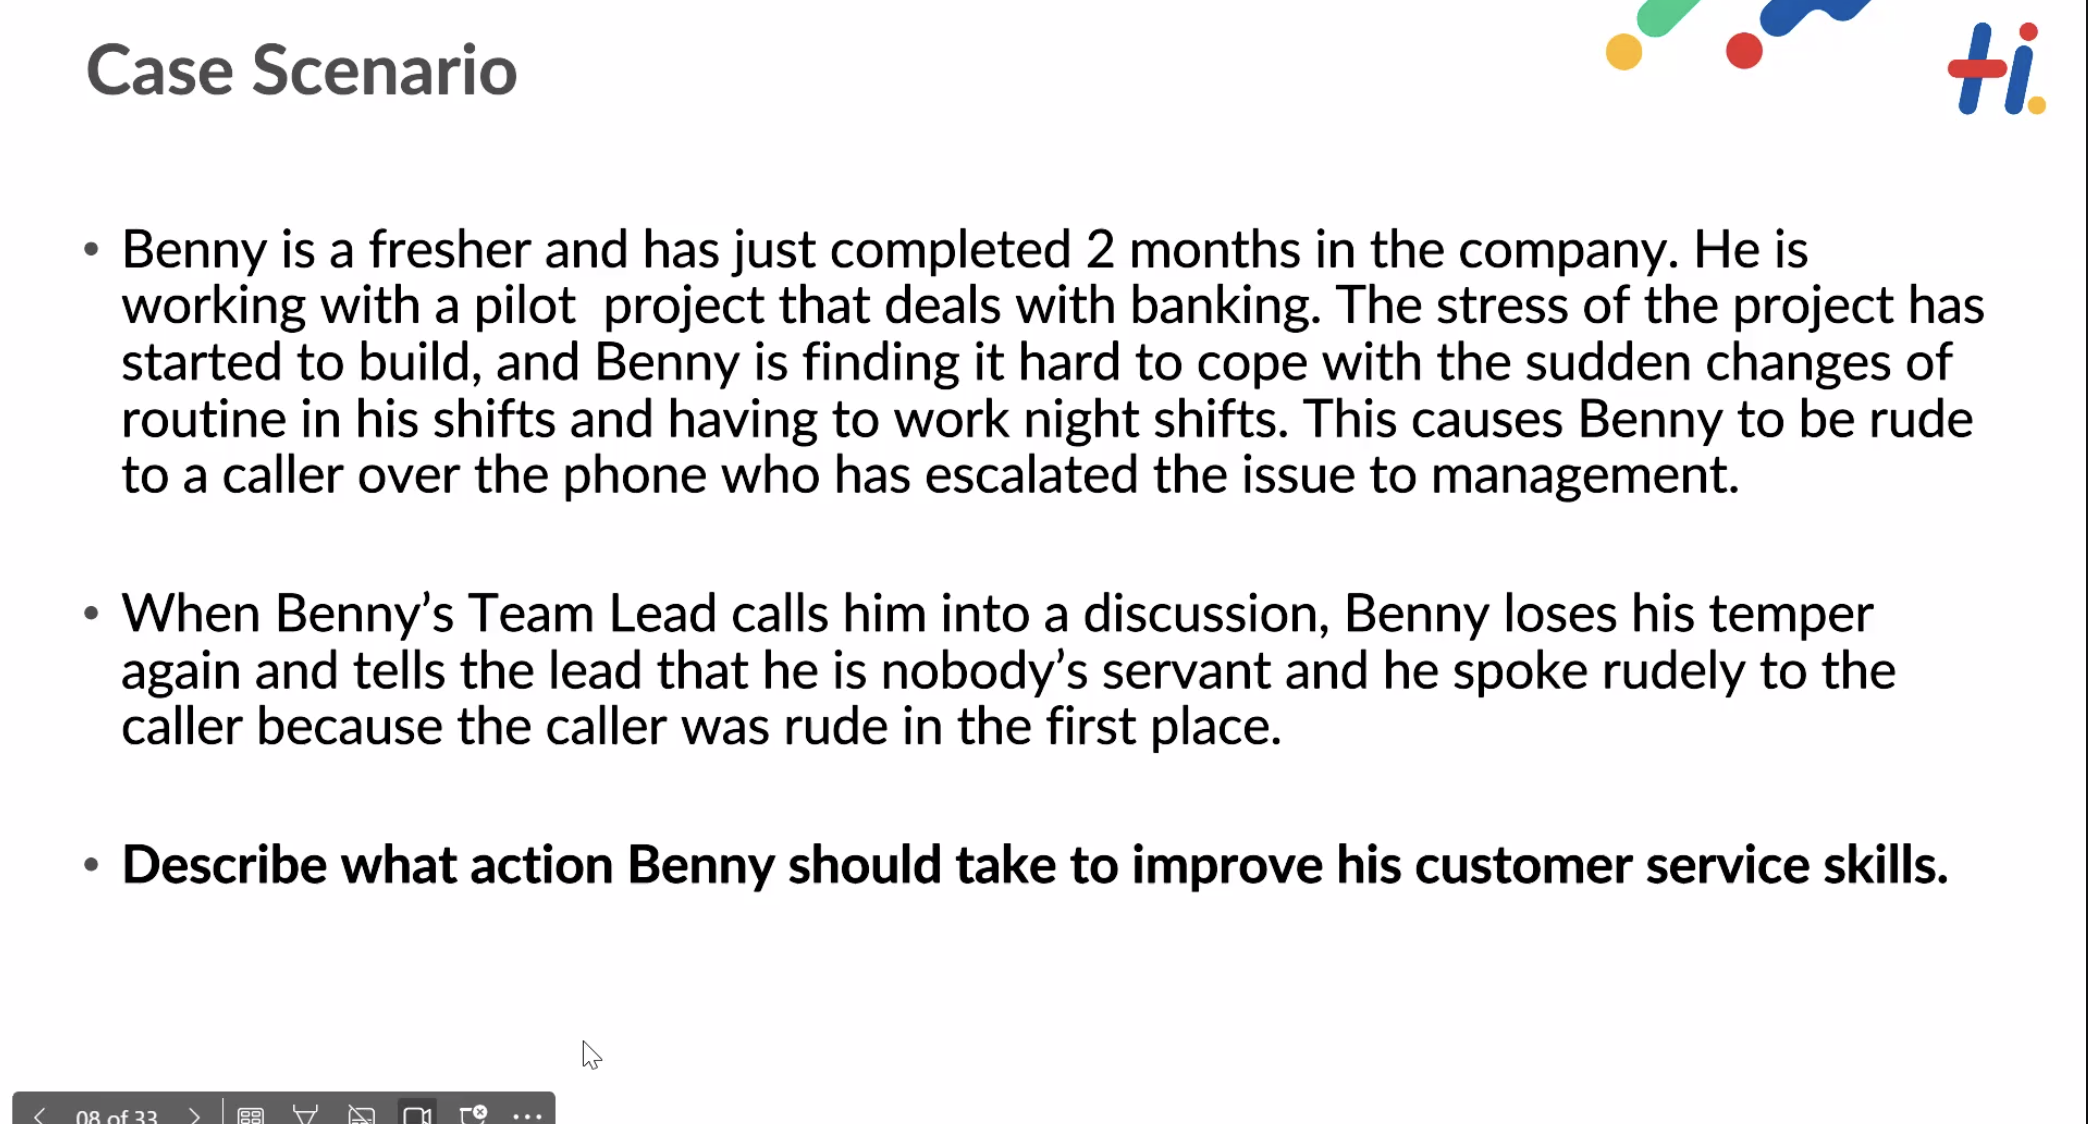 Case Scenario
Hi.
• Benny is a fresher and has just completed 2 months in the company. He is
working with a pilot  project that deals with banking. The stress of the project has
started to build, and Benny is finding it hard to cope with the sudden changes of
routine in his shifts and having to work night shifts. This causes Benny to be rude
to a caller over the phone who has escalated the issue to management.
• When Benny’s Team Lead calls him into a discussion, Benny loses his temper
again and tells the lead that he is nobody’s servant and he spoke rudely to the
caller because the caller was rude in the first place.
• Describe what action Benny should take to improve his customer service skills.
08 of 33